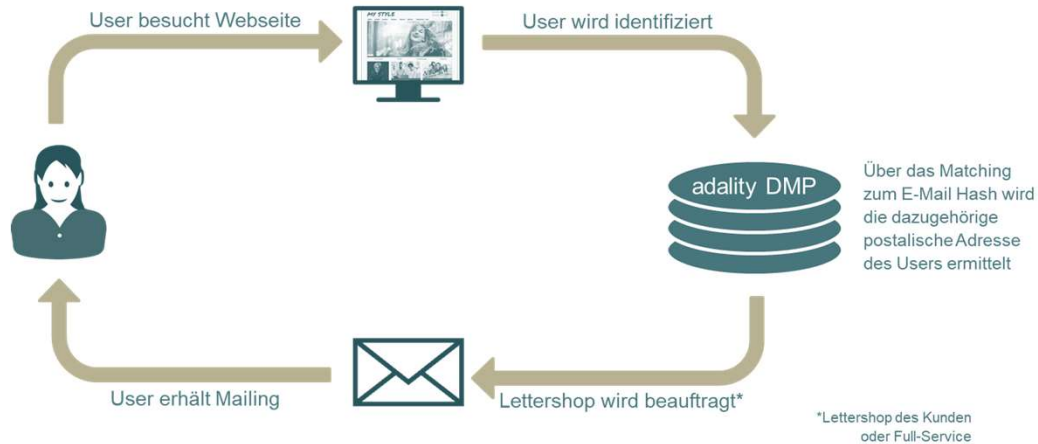 User besucht Webseite
MY STYLE
User wird identifiziert
adality DMP
Über das Matching
zum E-Mail Hash wird
die dazugehörige
postalische Adresse
des Users ermittelt
User erhält Mailing
Lettershop wird beauftragt*
*Lettershop des Kunden
oder Full-Service